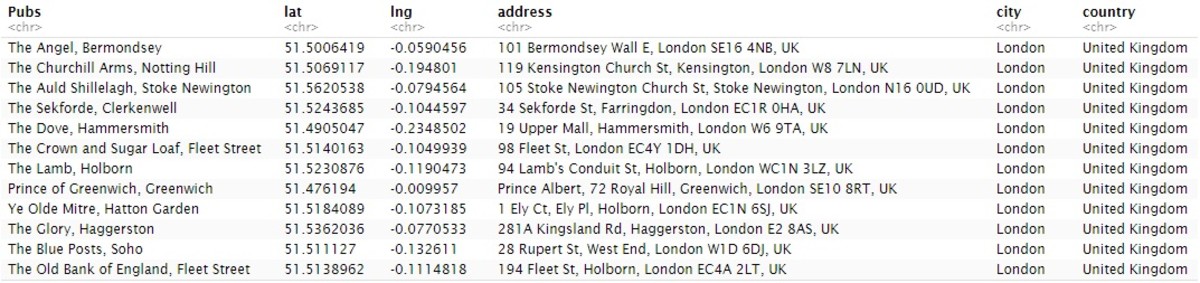 Pubs lat lng address city country
<chr> <chr> <chr> <chr> <chr> <chr>
The Angel, Bermondsey 51.5006419 -0.0590456 101 Bermondsey Wall E, London SE16 4NB, UK London United Kingdom
The Churchill Arms, Notting Hill 51.5069117 -0.194801 119 Kensington Church St, Kensington, London W8 7LN, UK London United Kingdom
The Auld Shillelagh, Stoke Newington 51.5620538 -0.0794564 105 Stoke Newington Church St, Stoke Newington, London N16 0UD, UK London United Kingdom
The Sekforde, Clerkenwell 51.5243685 -0.1044597 34 Sekforde St, Farringdon, London EC1R 0HA, UK London United Kingdom
The Dove, Hammersmith 51.4905047 -0.2348502 19 Upper Mall, Hammersmith, London W6 9TA, UK London United Kingdom
The Crown and Sugar Loaf, Fleet Street 51.5140163 -0.1049939 98 Fleet St, London EC4Y 1DH, UK London United Kingdom
The Lamb, Holborn 51.5230876 -0.1190473 94 Lamb's Conduit St, Holborn, London WC1N 3LZ, UK London United Kingdom
Prince of Greenwich, Greenwich 51.476194 -0.009957 Prince Albert, 72 Royal Hill, Greenwich, London SE10 8RT, UK London United Kingdom
Ye Olde Mitre, Hatton Garden 51.5184089 -0.1073185 1 Ely Ct, Ely Pl, Holborn, London EC1N 6SJ, UK London United Kingdom
The Glory, Haggerston 51.5362036 -0.0770533 281A Kingsland Rd, Haggerston, London E2 8AS, UK London United Kingdom
The Blue Posts, Soho 51.511127 -0.132611 28 Rupert St, West End, London W1D 6DJ, UK London United Kingdom
The Old Bank of England, Fleet Street 51.5138962 -0.1114818 194 Fleet St, Holborn, London EC4A 2LT, UK London United Kingdom